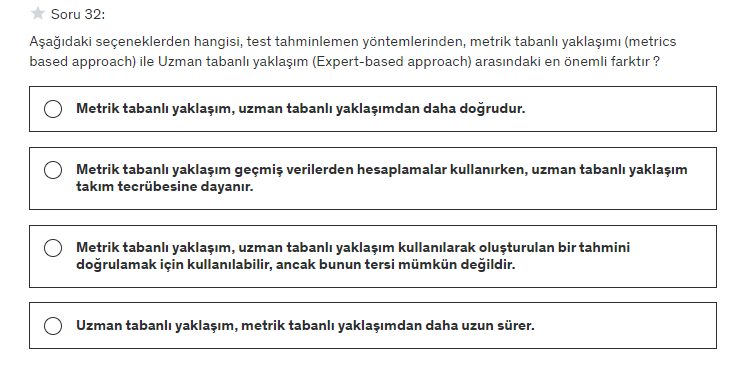 Soru 32:
Aşağıdaki seçeneklerden hangisi, test tahminlemen yöntemlerinden, metrik tabanlı yaklaşımı (metrics
based approach) ile Uzman tabanlı yaklaşım (Expert-based approach) arasındaki en önemli farktır ?
Metrik tabanlı yaklaşım, uzman tabanlı yaklaşımdan daha doğrudur.
Metrik tabanlı yaklaşım geçmiş verilerden hesaplamalar kullanırken, uzman tabanlı yaklaşım
takım tecrübesine dayanır.
Metrik tabanlı yaklaşım, uzman tabanlı yaklaşım kullanılarak oluşturulan bir tahmini
doğrulamak için kullanılabilir, ancak bunun tersi mümkün değildir.
Uzman tabanlı yaklaşım, metrik tabanlı yaklaşımdan daha uzun sürer.